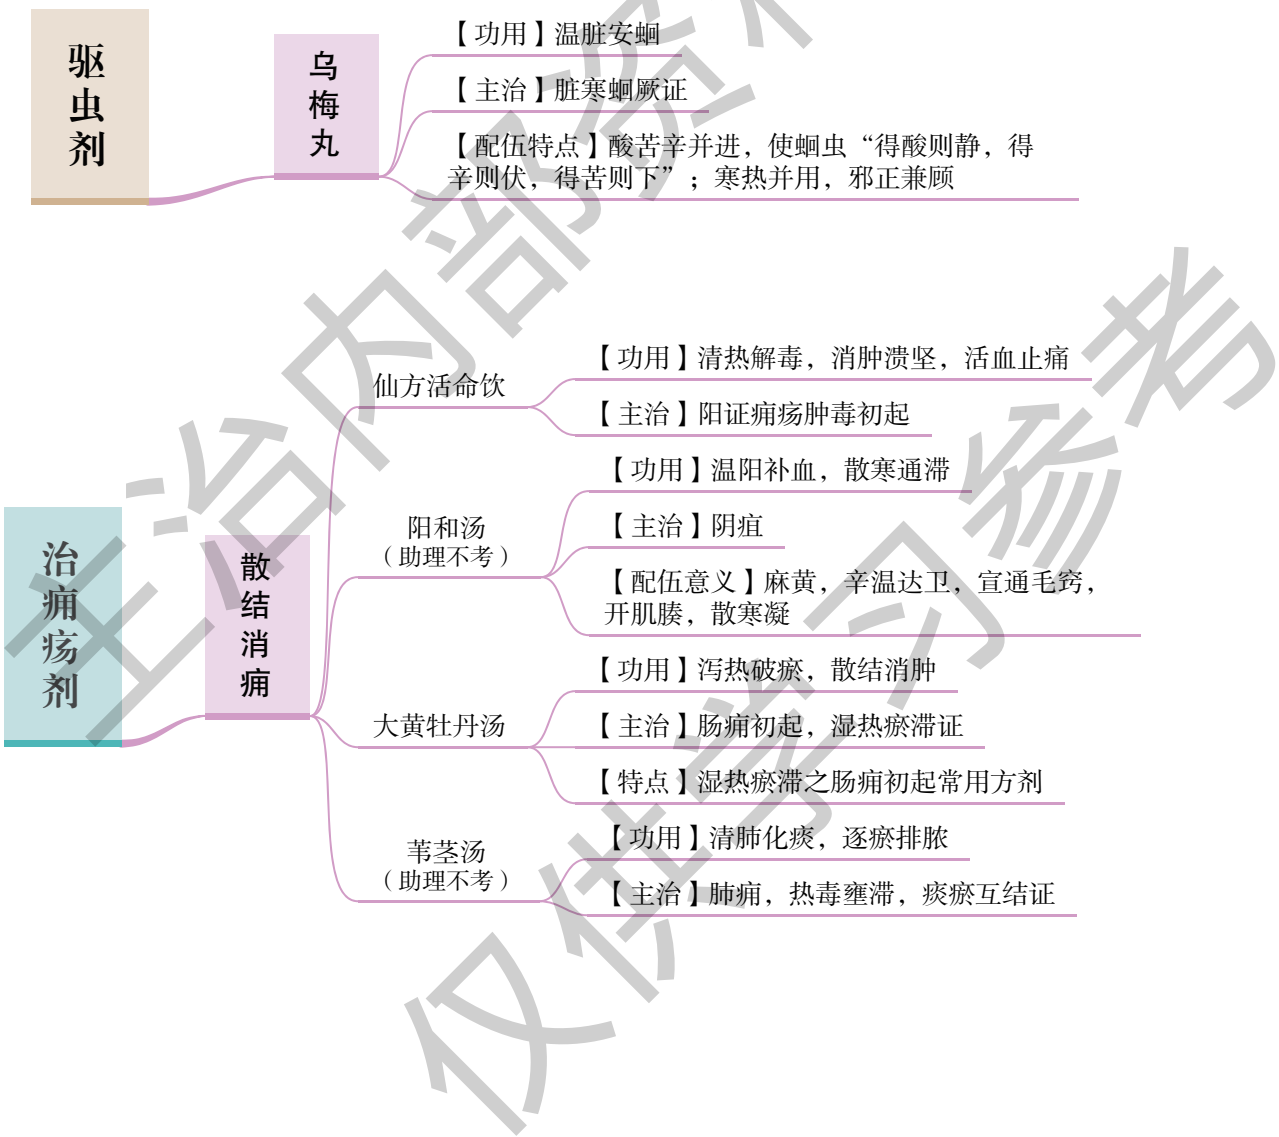 驱虫剂
乌梅丸
【功用】温脏安蛔
【主治】脏寒蛔厥证
【配伍特点】酸苦辛并进，使蛔虫“得酸则静，得
辛则伏，得苦则下”；寒热并用，邪正兼顾
治痈疡剂
散结消痈
仙方活命饮
【功用】清热解毒，消肿溃坚，活血止痛
【主治】阳证痈疡肿毒初起
阳和汤
（助理不考）
【功用】温阳补血，散寒通滞
【主治】阴疽
【配伍意义】麻黄，辛温达卫，宣通毛窍，
开肌腠，散寒凝
大黄牡丹汤
【功用】泻热破瘀，散结消肿
【主治】肠痈初起，湿热瘀滞证
【特点】湿热瘀滞之肠痈初起常用方剂
苇茎汤
（助理不考）
【功用】清肺化痰，逐瘀排脓
【主治】肺痈，热毒壅滞，痰瘀互结证
主治内部资料
仅供学习参考